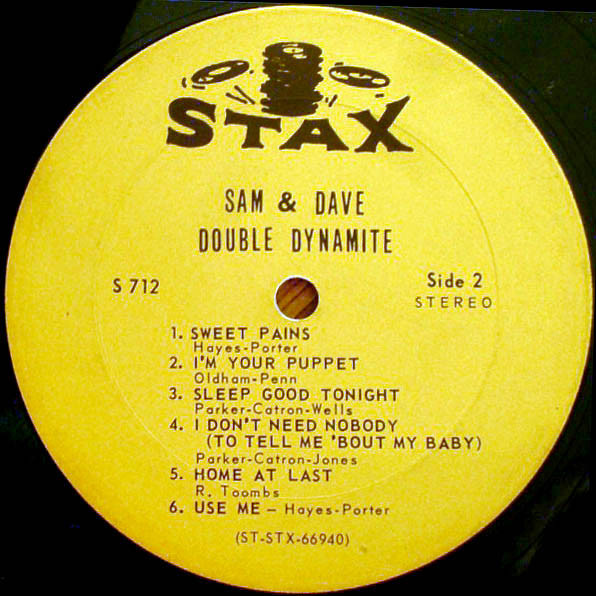 STAX
SAM & DAVE
DOUBLE DYNAMITE
S 712
Side 2
STEREO
1. SWEET PAINS
Hayes-Porter
2. I'M YOUR PUPPET
Oldham-Penn
3. SLEEP GOOD TONIGHT
Parker-Catron-Wells
4. I DON'T NEED NOBODY
(TO TELL ME 'BOUT MY BABY)
Parker-Catron-Jones
5. HOME AT LAST
R. Toombs
6. USE ME — Hayes-Porter
(ST-STX-66940)